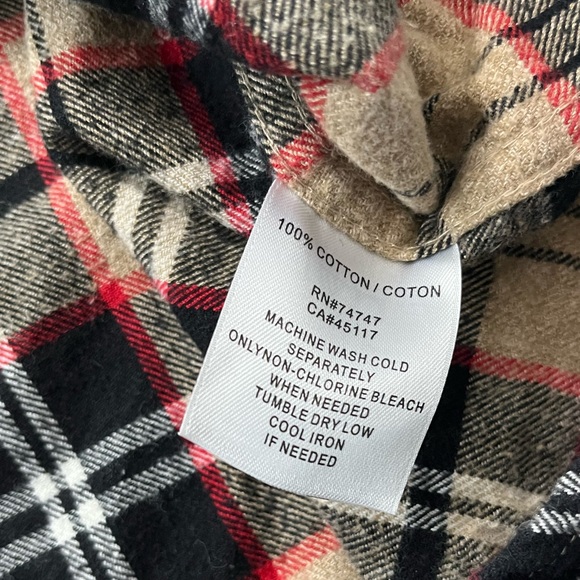 100% COTTON / COTON
RN#74747
CA#45117
MACHINE WASH COLD
SEPARATELY
ONLYNON-CHLORINE BLEACH
WHEN NEEDED
TUMBLE DRY LOW
COOL IRON
IF NEEDED